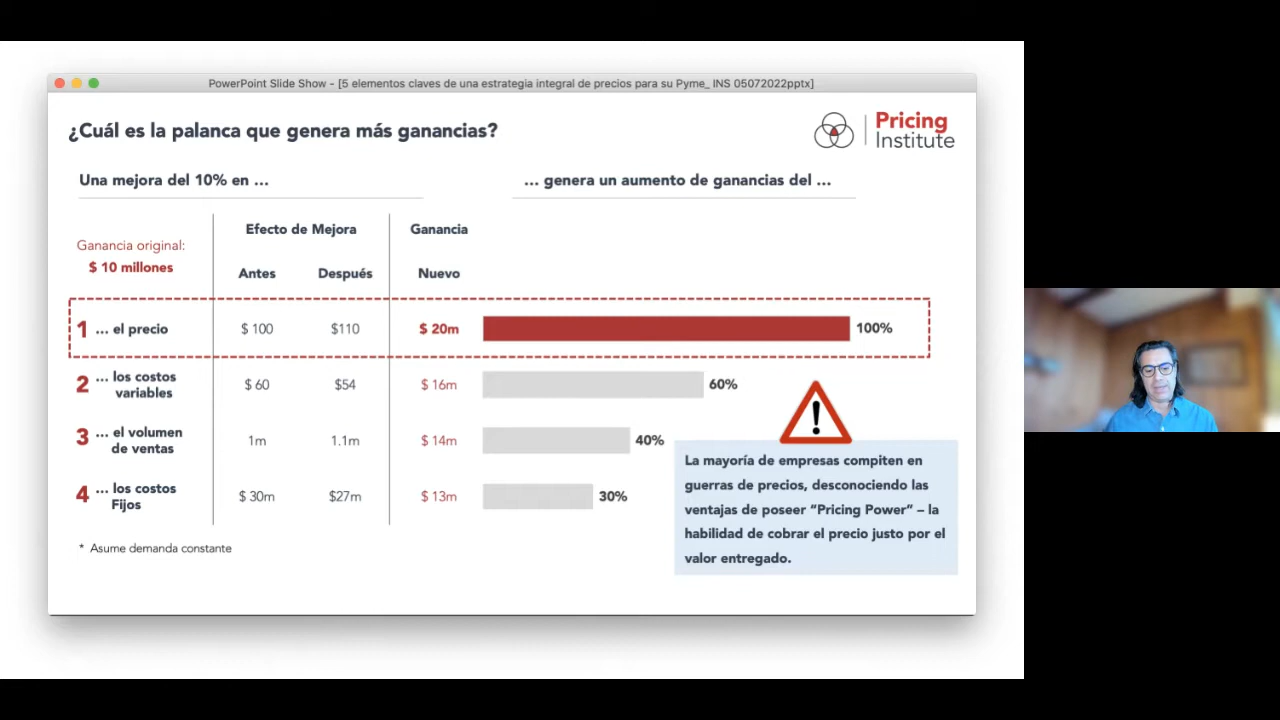 PowerPoint Slide Show - [5 elementos claves de una estrategia integral de precios para su Pyme_ INS 05072022pptx]
¿Cuál es la palanca que genera más ganancias?
Pricing
Institute
Una mejora del 10% en ...
... genera un aumento de ganancias del ...
Ganancia original:
$ 10 millones
Efecto de Mejora
Ganancia
Antes
Después
Nuevo
1 ... el precio
$ 100
$110
$ 20m
100%
2 ... los costos
variables
$ 60
$54
$ 16m
60%
3 ... el volumen
de ventas
1m
1.1m
$ 14m
40%
4 ... los costos
Fijos
$ 30m
$27m
$ 13m
30%
* Asume demanda constante
!
La mayoría de empresas compiten en
guerras de precios, desconociendo las
ventajas de poseer “Pricing Power” – la
habilidad de cobrar el precio justo por el
valor entregado.